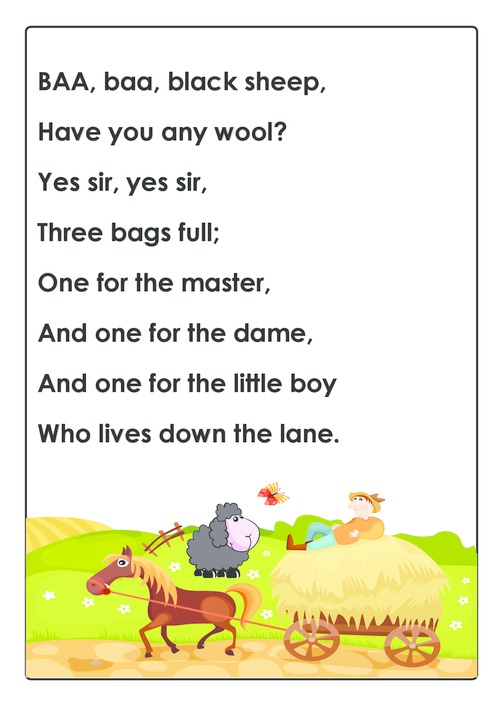 BAA, baa, black sheep,
Have you any wool?
Yes sir, yes sir,
Three bags full;
One for the master,
And one for the dame,
And one for the little boy
Who lives down the lane.